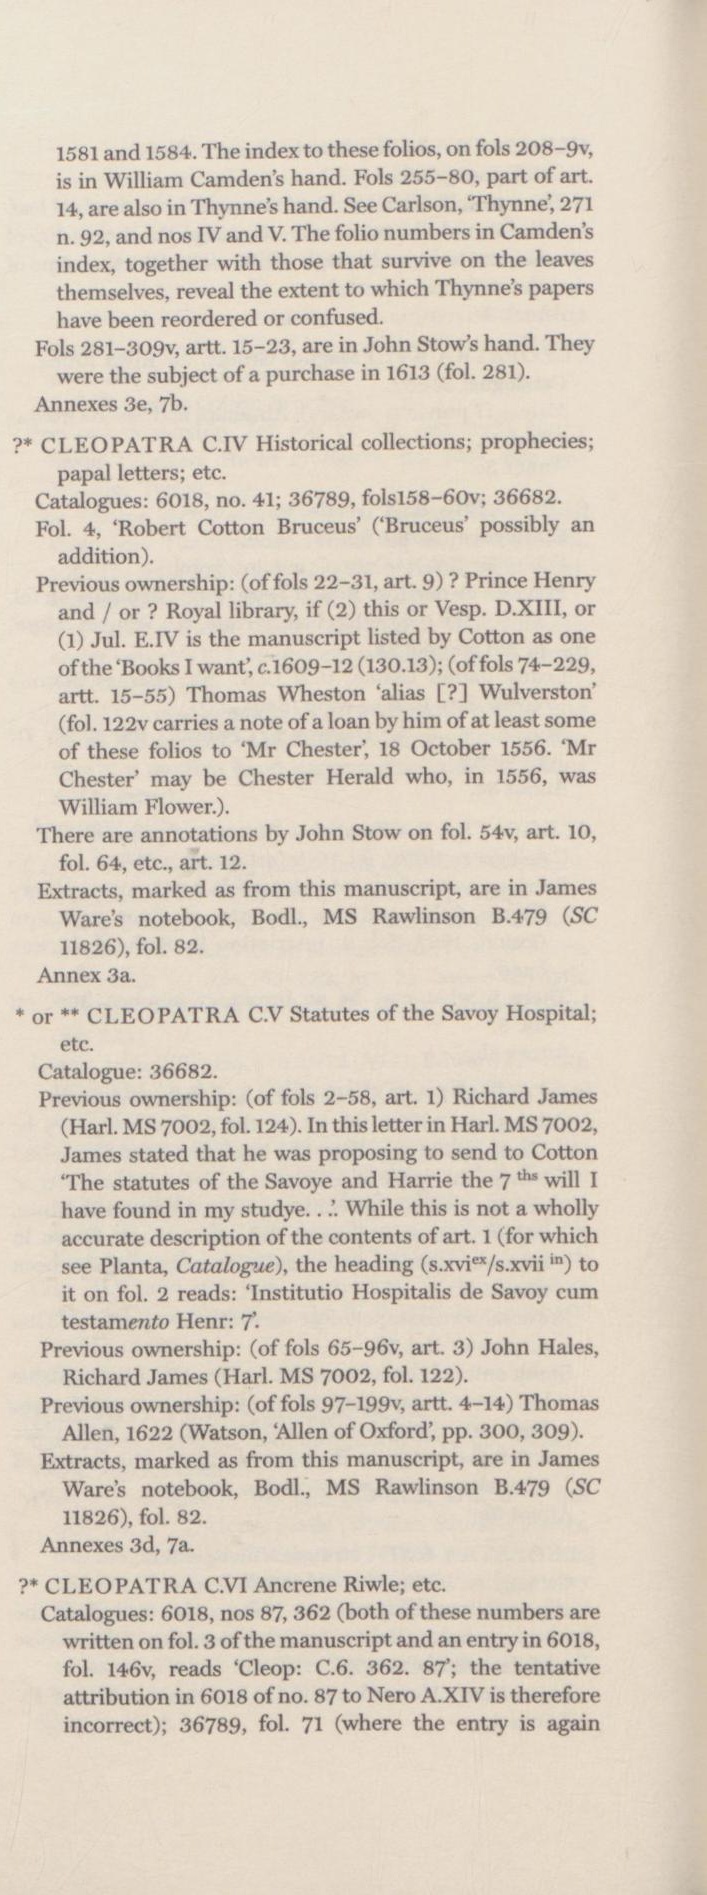 1581 and 1584. The index to these folios, on fols 208–9v,
is in William Camden's hand. Fols 255–80, part of art.
14, are also in Thynne's hand. See Carlson, 'Thynne', 271
n. 92, and nos IV and V. The folio numbers in Camden's
index, together with those that survive on the leaves
themselves, reveal the extent to which Thynne's papers
have been reordered or confused.
Fols 281–309v, artt. 15–23, are in John Stow's hand. They
were the subject of a purchase in 1613 (fol. 281).
Annexes 3e, 7b.
?* CLEOPATRA C.IV Historical collections; prophecies;
papal letters; etc.
Catalogues: 6018, no. 41; 36789, fols158–60v; 36682.
Fol. 4, 'Robert Cotton Bruceus' ('Bruceus' possibly an
addition).
Previous ownership: (of fols 22–31, art. 9) ? Prince Henry
and / or ? Royal library, if (2) this or Vesp. D.XIII, or
(1) Jul. E.IV is the manuscript listed by Cotton as one
of the 'Books I want', c.1609–12 (130.13); (of fols 74–229,
artt. 15–55) Thomas Wheston 'alias [?] Wulverston'
(fol. 122v carries a note of a loan by him of at least some
of these folios to 'Mr Chester', 18 October 1556. 'Mr
Chester' may be Chester Herald who, in 1556, was
William Flower.).
There are annotations by John Stow on fol. 54v, art. 10,
fol. 64, etc., art. 12.
Extracts, marked as from this manuscript, are in James
Ware's notebook, Bodl., MS Rawlinson B.479 (SC
11826), fol. 82.
Annex 3a.
* or ** CLEOPATRA C.V Statutes of the Savoy Hospital;
etc.
Catalogue: 36682.
Previous ownership: (of fols 2–58, art. 1) Richard James
(Harl. MS 7002, fol. 124). In this letter in Harl. MS 7002,
James stated that he was proposing to send to Cotton
'The statutes of the Savoye and Harrie the 7 ths will I
have found in my studye. . .'. While this is not a wholly
accurate description of the contents of art. 1 (for which
see Planta, Catalogue), the heading (s.xviex/s.xvii in) to
it on fol. 2 reads: 'Institutio Hospitalis de Savoy cum
testamento Henr: 7'.
Previous ownership: (of fols 65–96v, art. 3) John Hales,
Richard James (Harl. MS 7002, fol. 122).
Previous ownership: (of fols 97–199v, artt. 4–14) Thomas
Allen, 1622 (Watson, 'Allen of Oxford', pp. 300, 309).
Extracts, marked as from this manuscript, are in James
Ware's notebook, Bodl., MS Rawlinson B.479 (SC
11826), fol. 82.
Annexes 3d, 7a.
?* CLEOPATRA C.VI Ancrene Riwle; etc.
Catalogues: 6018, nos 87, 362 (both of these numbers are
written on fol. 3 of the manuscript and an entry in 6018,
fol. 146v, reads 'Cleop: C.6. 362. 87'; the tentative
attribution in 6018 of no. 87 to Nero A.XIV is therefore
incorrect); 36789, fol. 71 (where the entry is again